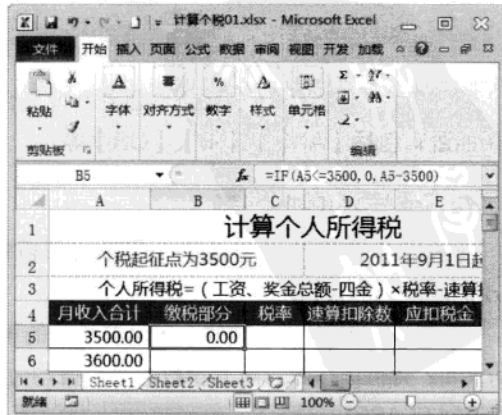 计算个税01.xlsx - Microsoft Excel
文件 开始 插入 页面 公式 数据 审阅 视图 开发 加载
粘贴 字体 对齐方式 数字 样式 单元格
剪贴板 编辑
B5 fx =IF(A5<=3500,0,A5-3500)
A B C D E
1 计算个人所得税
2 个税起征点为3500元 2011年9月1日起
3 个人所得税=(工资、奖金总额-四金)×税率-速算
4 月收入合计 缴税部分 税率 速算扣除数 应扣税金
5 3500.00 0.00
6 3600.00
Sheet1 Sheet2 Sheet3
就绪 100%